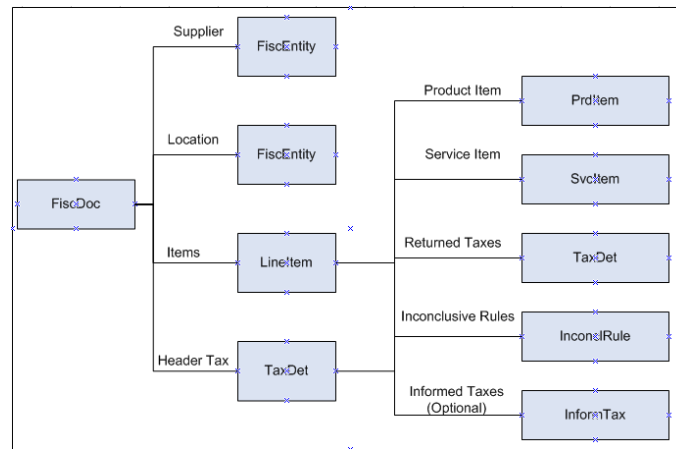 Supplier
FiscEntity
Product Item
PrdItem
Location
FiscEntity
Service Item
SvcItem
FiscDoc
Items
LineItem
Returned Taxes
TaxDet
Inconclusive Rules
InconclRule
Header Tax
TaxDet
Informed Taxes
(Optional)
InformTax